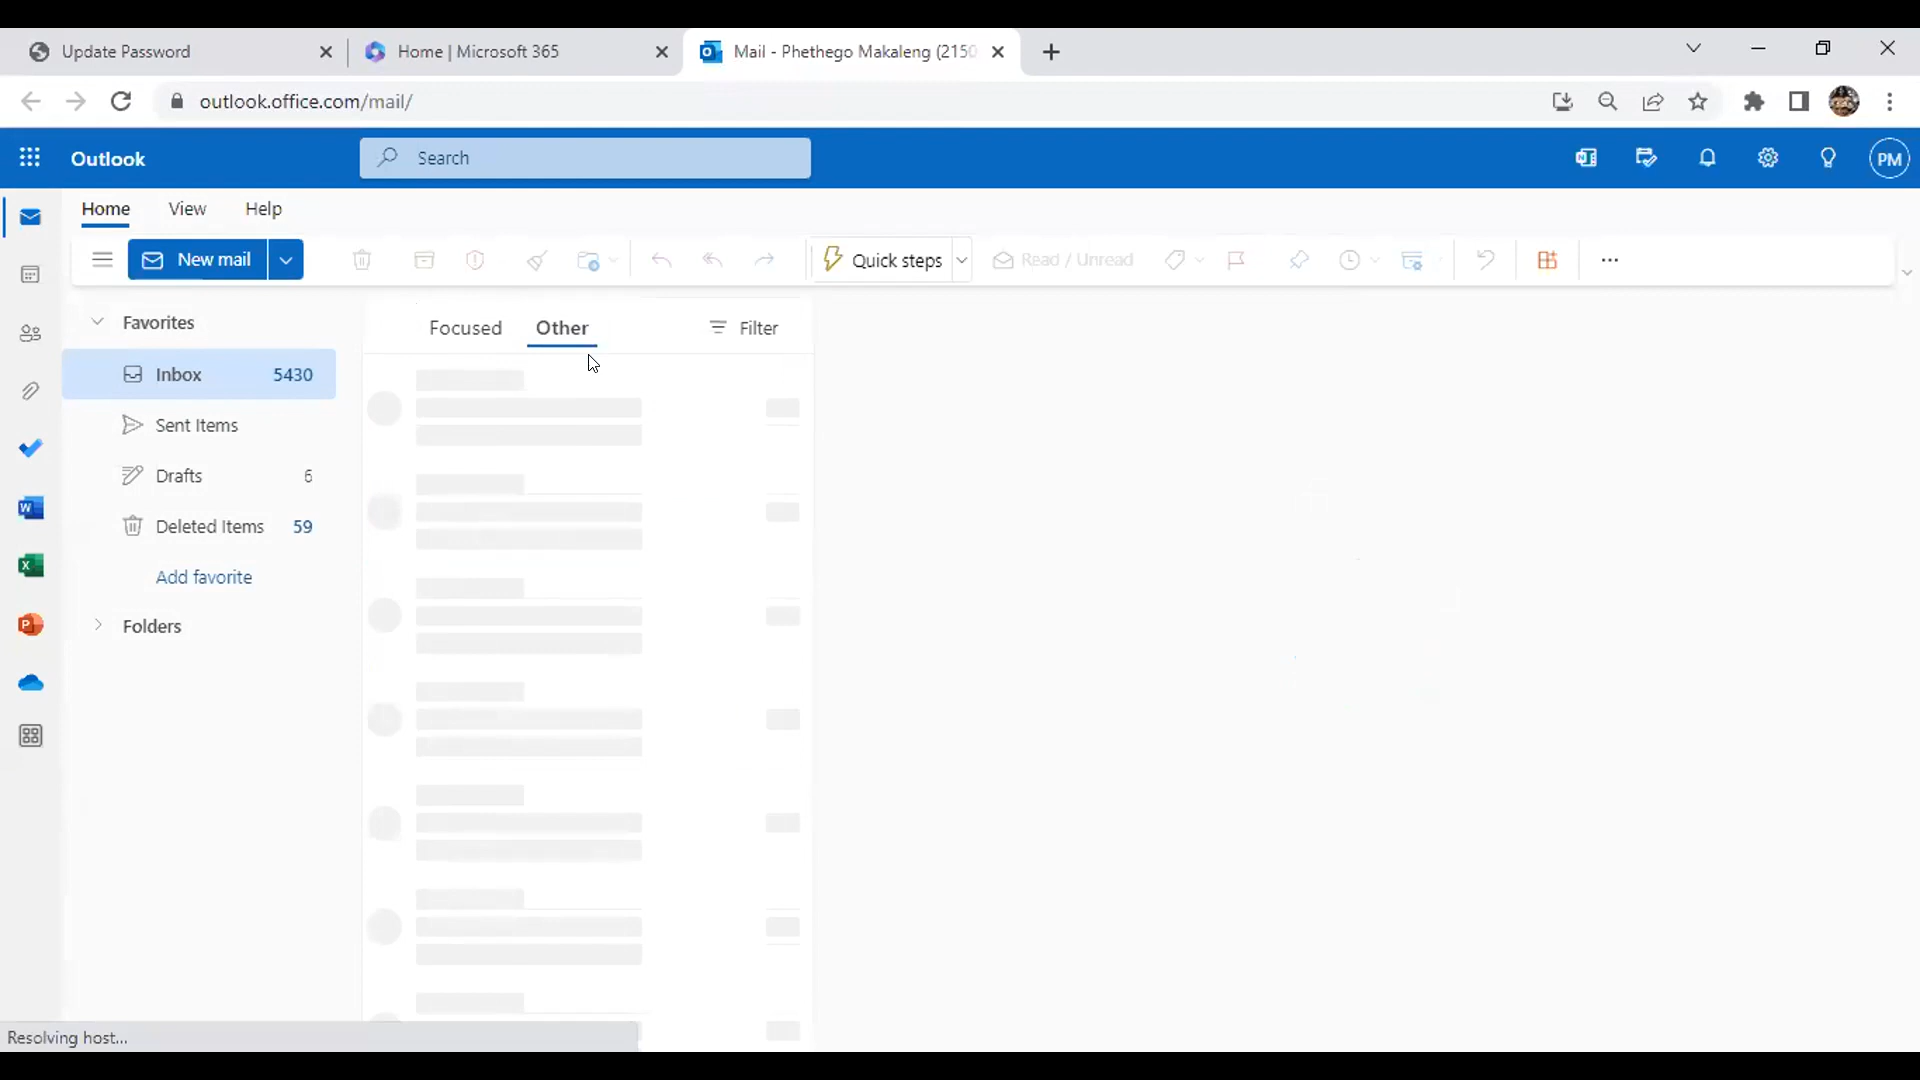 Update Password
Home | Microsoft 365
Mail - Phethego Makaleng (2150
outlook.office.com/mail/
Outlook
Search
PM
Home
View
Help
New mail
Quick steps
Read / Unread
Favorites
Focused
Other
Filter
Inbox 5430
Sent Items
Drafts 6
Deleted Items 59
Add favorite
Folders
Resolving host...